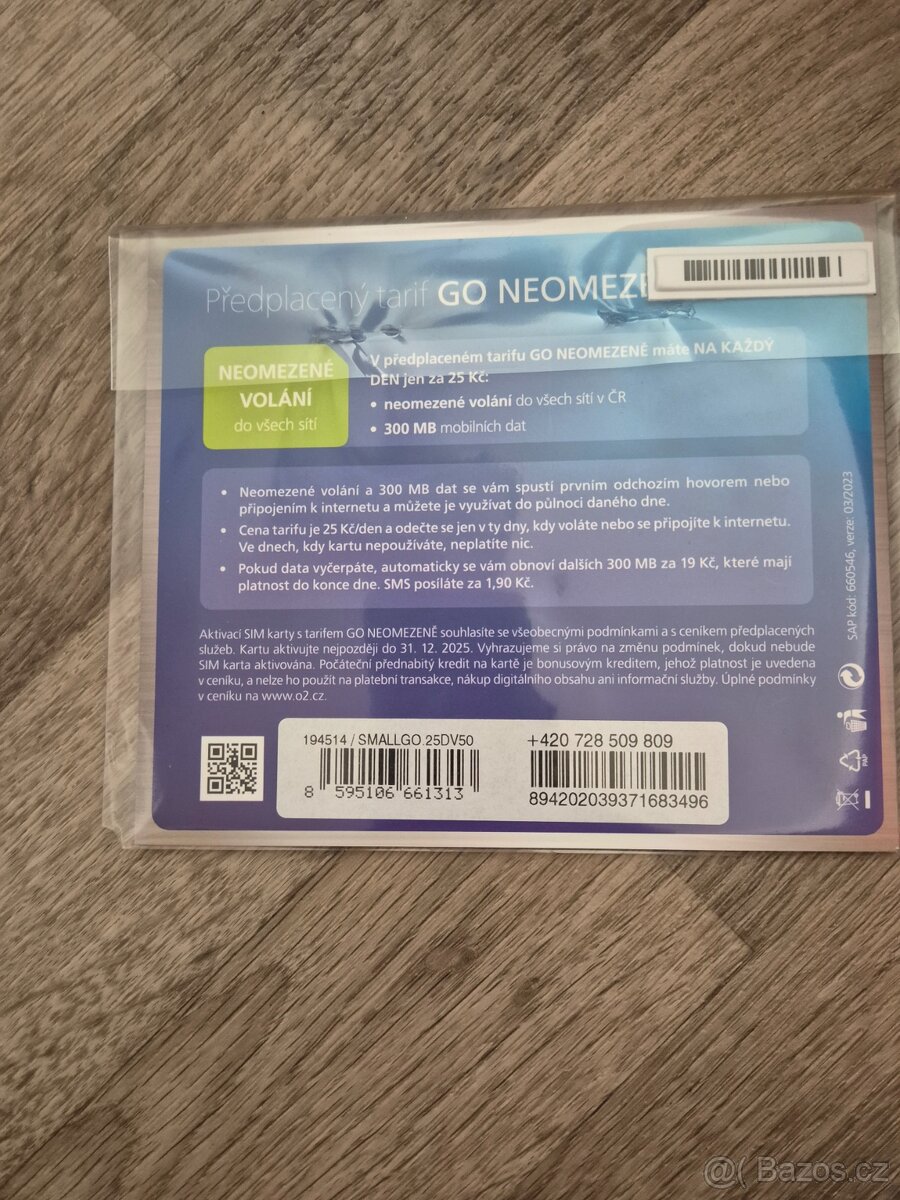 Předplacený tarif GO NEOMEZE
NEOMEZENÉ
VOLÁNÍ
do všech sítí
V předplaceném tarifu GO NEOMEZENĚ máte NA KAŽDÝ
DEN jen za 25 Kč:
• neomezené volání do všech sítí v ČR
• 300 MB mobilních dat
• Neomezené volání a 300 MB dat se vám spustí prvním odchozím hovorem nebo
připojením k internetu a můžete je využívat do půlnoci daného dne.
• Cena tarifu je 25 Kč/den a odečte se jen v ty dny, kdy voláte nebo se připojíte k internetu.
Ve dnech, kdy kartu nepoužíváte, neplatíte nic.
• Pokud data vyčerpáte, automaticky se vám obnoví dalších 300 MB za 19 Kč, které mají
platnost do konce dne. SMS posíláte za 1,90 Kč.
Aktivací SIM karty s tarifem GO NEOMEZENĚ souhlasíte se všeobecnými podmínkami a s ceníkem předplacených
služeb. Kartu aktivujte nejpozději do 31. 12. 2025. Vyhrazujeme si právo na změnu podmínek, dokud nebude
SIM karta aktivována. Počáteční přednabitý kredit na kartě je bonusovým kreditem, jehož platnost je uvedena
v ceníku, a nelze ho použít na platební transakce, nákup digitálního obsahu ani informační služby. Úplné podmínky
v ceníku na www.o2.cz.
SAP kód: 660546, verze: 03/2023
PAP
194514 / SMALLGO.25DV50
8 595106 661313
+420 728 509 809
894202039371683496
@( Bazos.cz